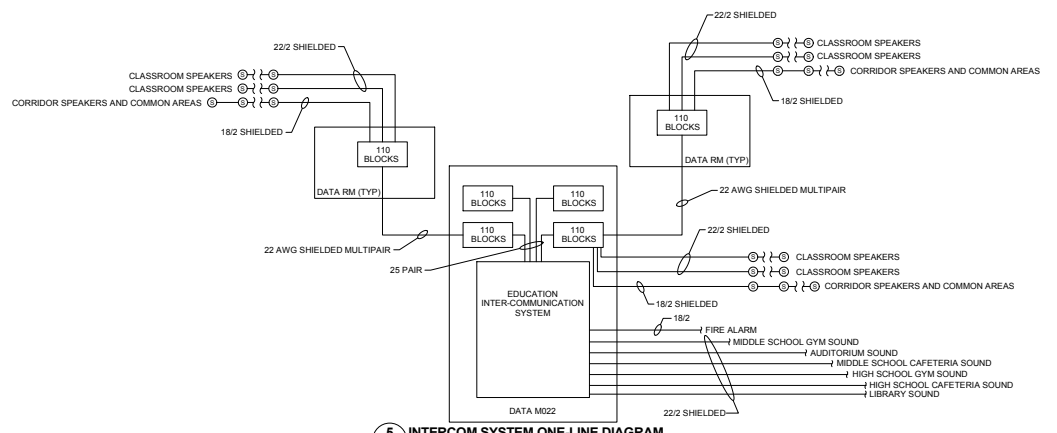 22/2 SHIELDED
S S CLASSROOM SPEAKERS
S S CLASSROOM SPEAKERS
S S S CORRIDOR SPEAKERS AND COMMON AREAS
18/2 SHIELDED
110
BLOCKS
DATA RM (TYP)
22 AWG SHIELDED MULTIPAIR
22/2 SHIELDED
CLASSROOM SPEAKERS S S
CLASSROOM SPEAKERS S S
CORRIDOR SPEAKERS AND COMMON AREAS S S S
18/2 SHIELDED
110
BLOCKS
DATA RM (TYP)
22 AWG SHIELDED MULTIPAIR
110
BLOCKS
110
BLOCKS
110
BLOCKS
110
BLOCKS
25 PAIR
22/2 SHIELDED
S S CLASSROOM SPEAKERS
S S CLASSROOM SPEAKERS
S S S CORRIDOR SPEAKERS AND COMMON AREAS
18/2 SHIELDED
EDUCATION
INTER-COMMUNICATION
SYSTEM
18/2
FIRE ALARM
MIDDLE SCHOOL GYM SOUND
AUDITORIUM SOUND
MIDDLE SCHOOL CAFETERIA SOUND
HIGH SCHOOL GYM SOUND
HIGH SCHOOL CAFETERIA SOUND
LIBRARY SOUND
22/2 SHIELDED
DATA M022
5 INTERCOM SYSTEM ONE-LINE DIAGRAM